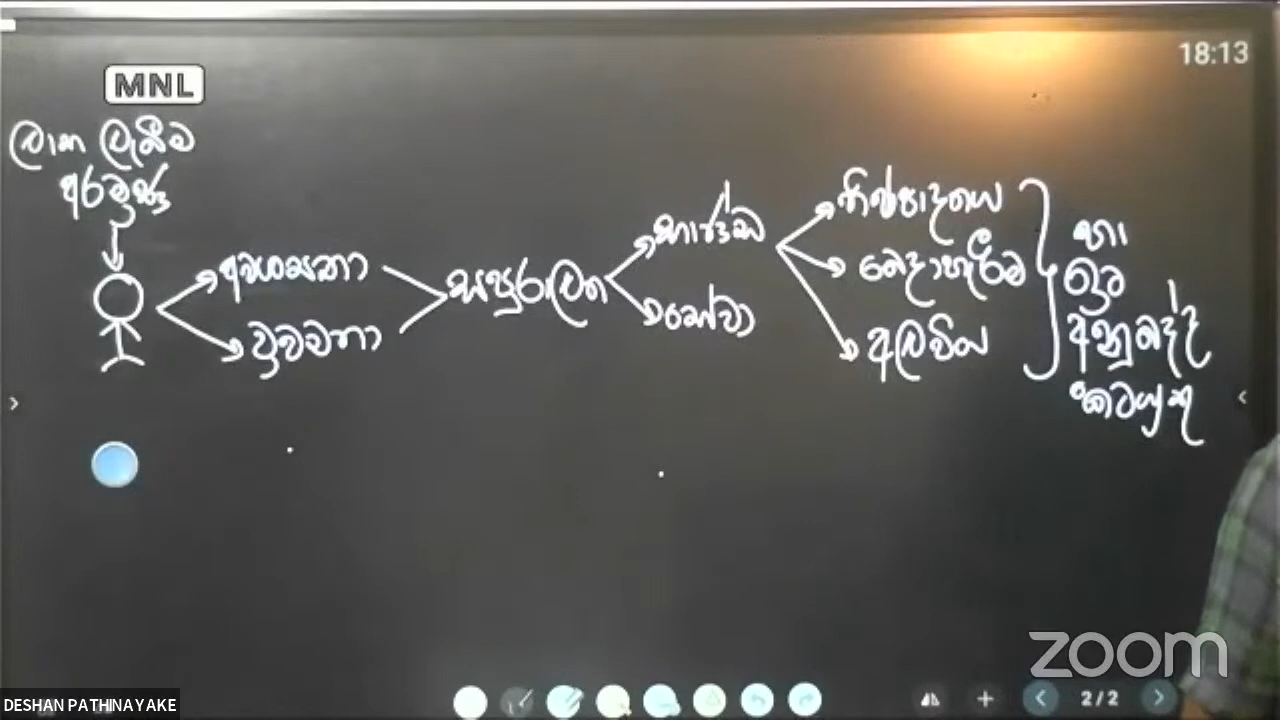 18:13
MNL
ලාභ ලැබීම
අරමුණ
අවශ්‍යතා
වුවමනා
සපුරාලන
භාණ්ඩ
සේවා
නිෂ්පාදනය
බෙදාහැරීම
අලවිය
හා
ඊට
අනුබද්ධ
කටයුතු
zoom
DESHAN PATHINAYAKE
2/2